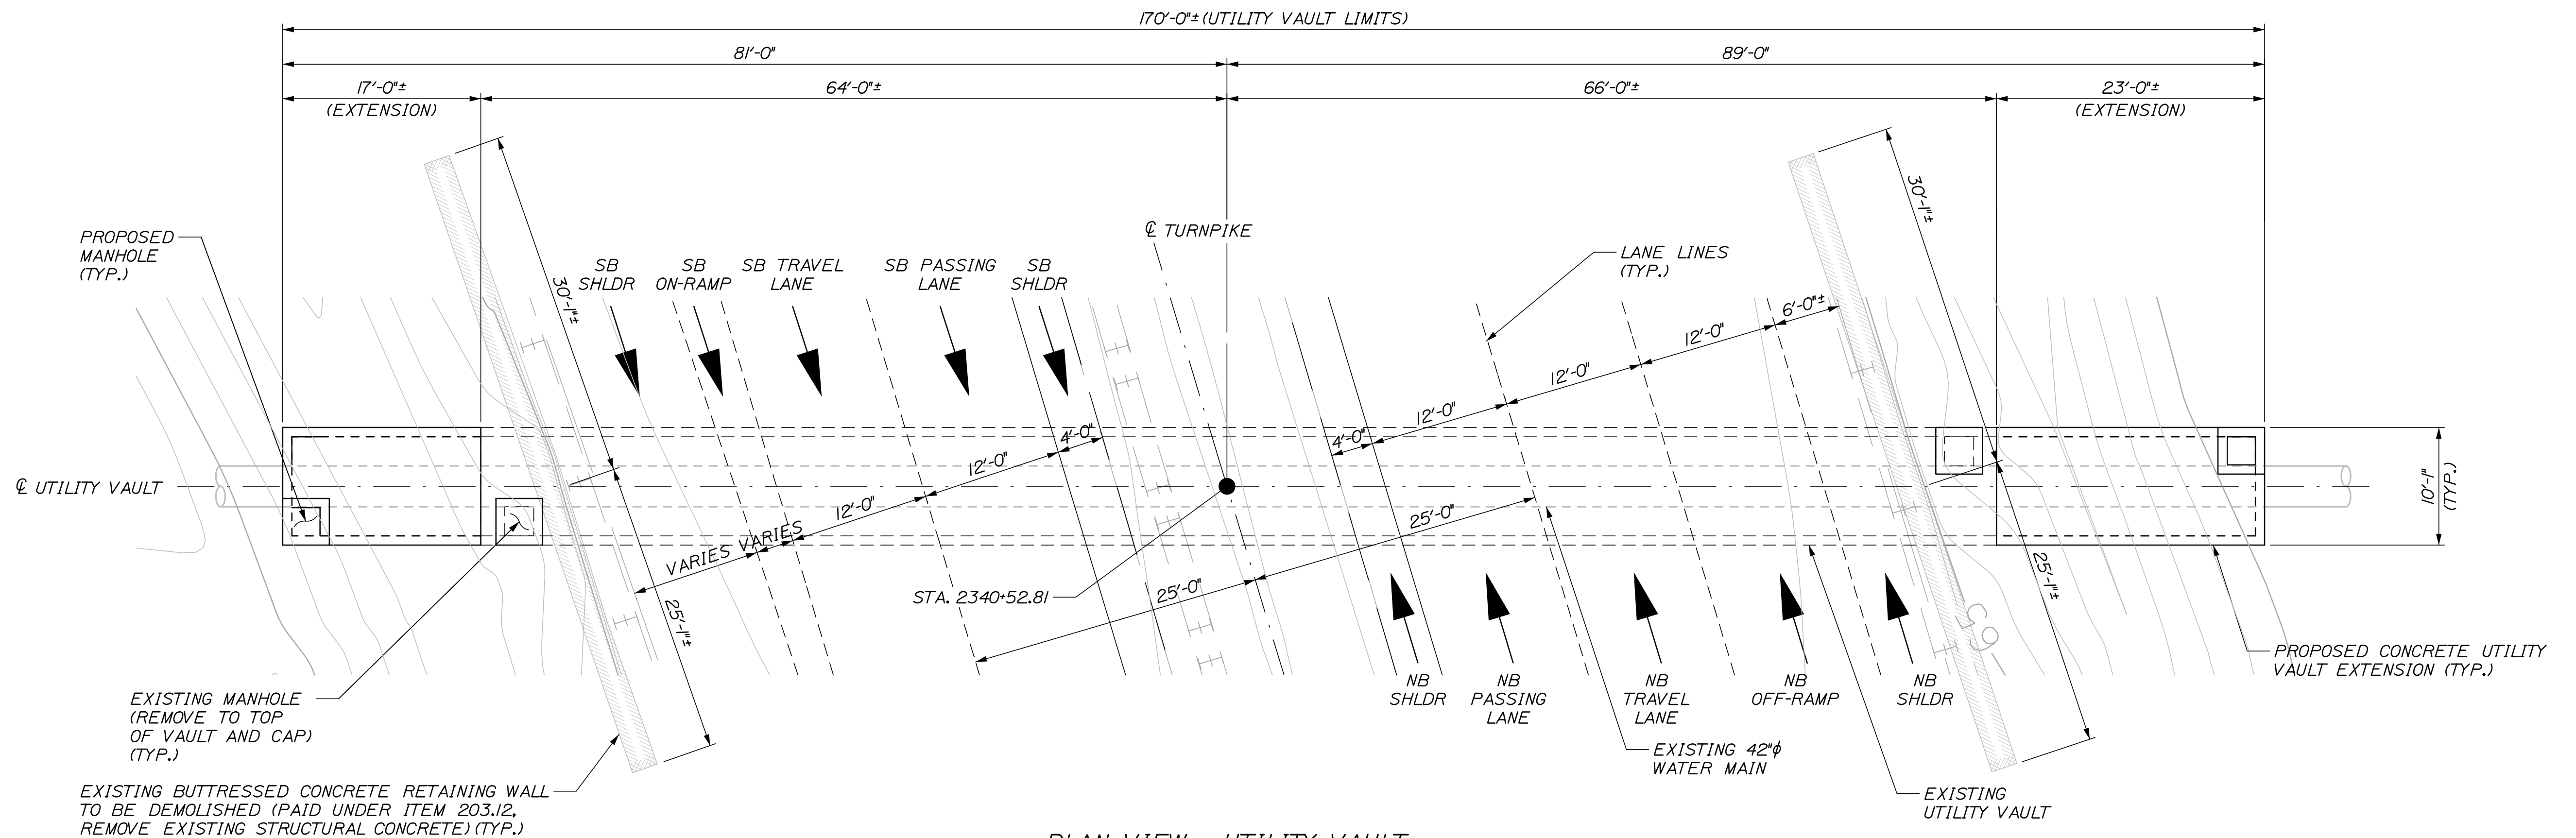 170'-0"± (UTILITY VAULT LIMITS)
81'-0"
89'-0"
17'-0"±
(EXTENSION)
64'-0"±
66'-0"±
23'-0"±
(EXTENSION)
30'-1"±
30'-1"±
PROPOSED
MANHOLE
(TYP.)
SB
SHLDR
SB
ON-RAMP
SB TRAVEL
LANE
SB PASSING
LANE
SB
SHLDR
℄ TURNPIKE
LANE LINES
(TYP.)
6'-0"±
12'-0"
12'-0"
12'-0"
4'-0"
4'-0"
12'-0"
12'-0"
VARIES VARIES
℄ UTILITY VAULT
10'-1"
(TYP.)
25'-0"
25'-0"
STA. 2340+52.81
25'-1"±
25'-1"±
EXISTING MANHOLE
(REMOVE TO TOP
OF VAULT AND CAP)
(TYP.)
NB
SHLDR
NB
PASSING
LANE
NB
TRAVEL
LANE
NB
OFF-RAMP
NB
SHLDR
PROPOSED CONCRETE UTILITY
VAULT EXTENSION (TYP.)
EXISTING 42"ϕ
WATER MAIN
EXISTING
UTILITY VAULT
EXISTING BUTTRESSED CONCRETE RETAINING WALL
TO BE DEMOLISHED (PAID UNDER ITEM 203.12,
REMOVE EXISTING STRUCTURAL CONCRETE) (TYP.)